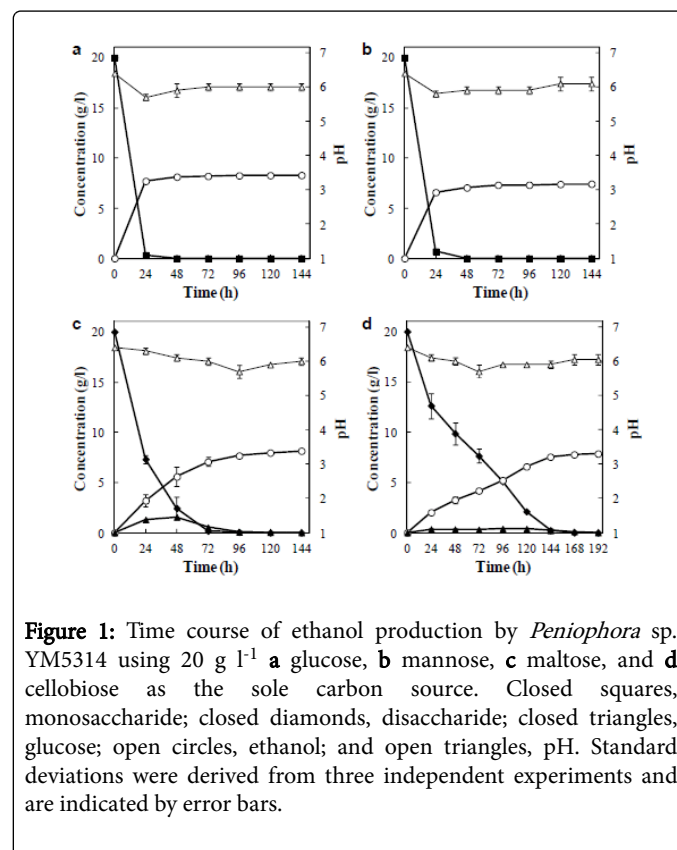 a
b
20
15
10
5
0
Concentration (g/l)
7
6
5
4
3
2
1
pH
0 24 48 72 96 120 144
Time (h)
20
15
10
5
0
Concentration (g/l)
7
6
5
4
3
2
1
pH
0 24 48 72 96 120 144
Time (h)
c
d
20
15
10
5
0
Concentration (g/l)
7
6
5
4
3
2
1
pH
0 24 48 72 96 120 144
Time (h)
20
15
10
5
0
Concentration (g/l)
7
6
5
4
3
2
1
pH
0 24 48 72 96 120 144 168 192
Time (h)
Figure 1: Time course of ethanol production by Peniophora sp.
YM5314 using 20 g l-1 a glucose, b mannose, c maltose, and d
cellobiose as the sole carbon source. Closed squares,
monosaccharide; closed diamonds, disaccharide; closed triangles,
glucose; open circles, ethanol; and open triangles, pH. Standard
deviations were derived from three independent experiments and
are indicated by error bars.